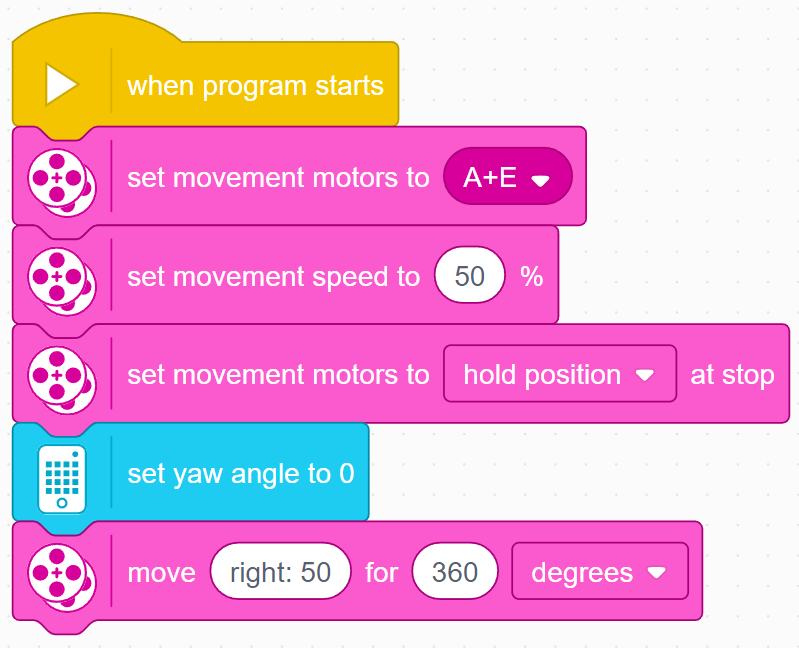 when program starts
set movement motors to A+E
set movement speed to 50 %
set movement motors to hold position at stop
set yaw angle to 0
move right: 50 for 360 degrees